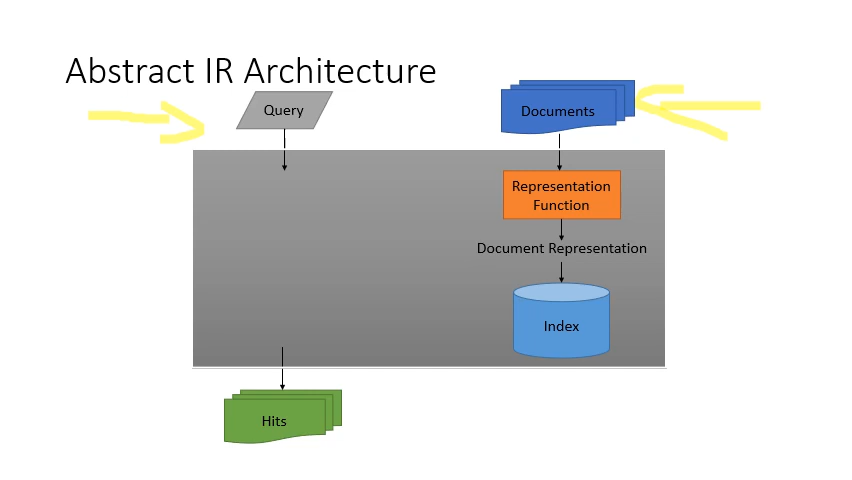 Abstract IR Architecture
Query
Documents
Representation
Function
Document Representation
Index
Hits